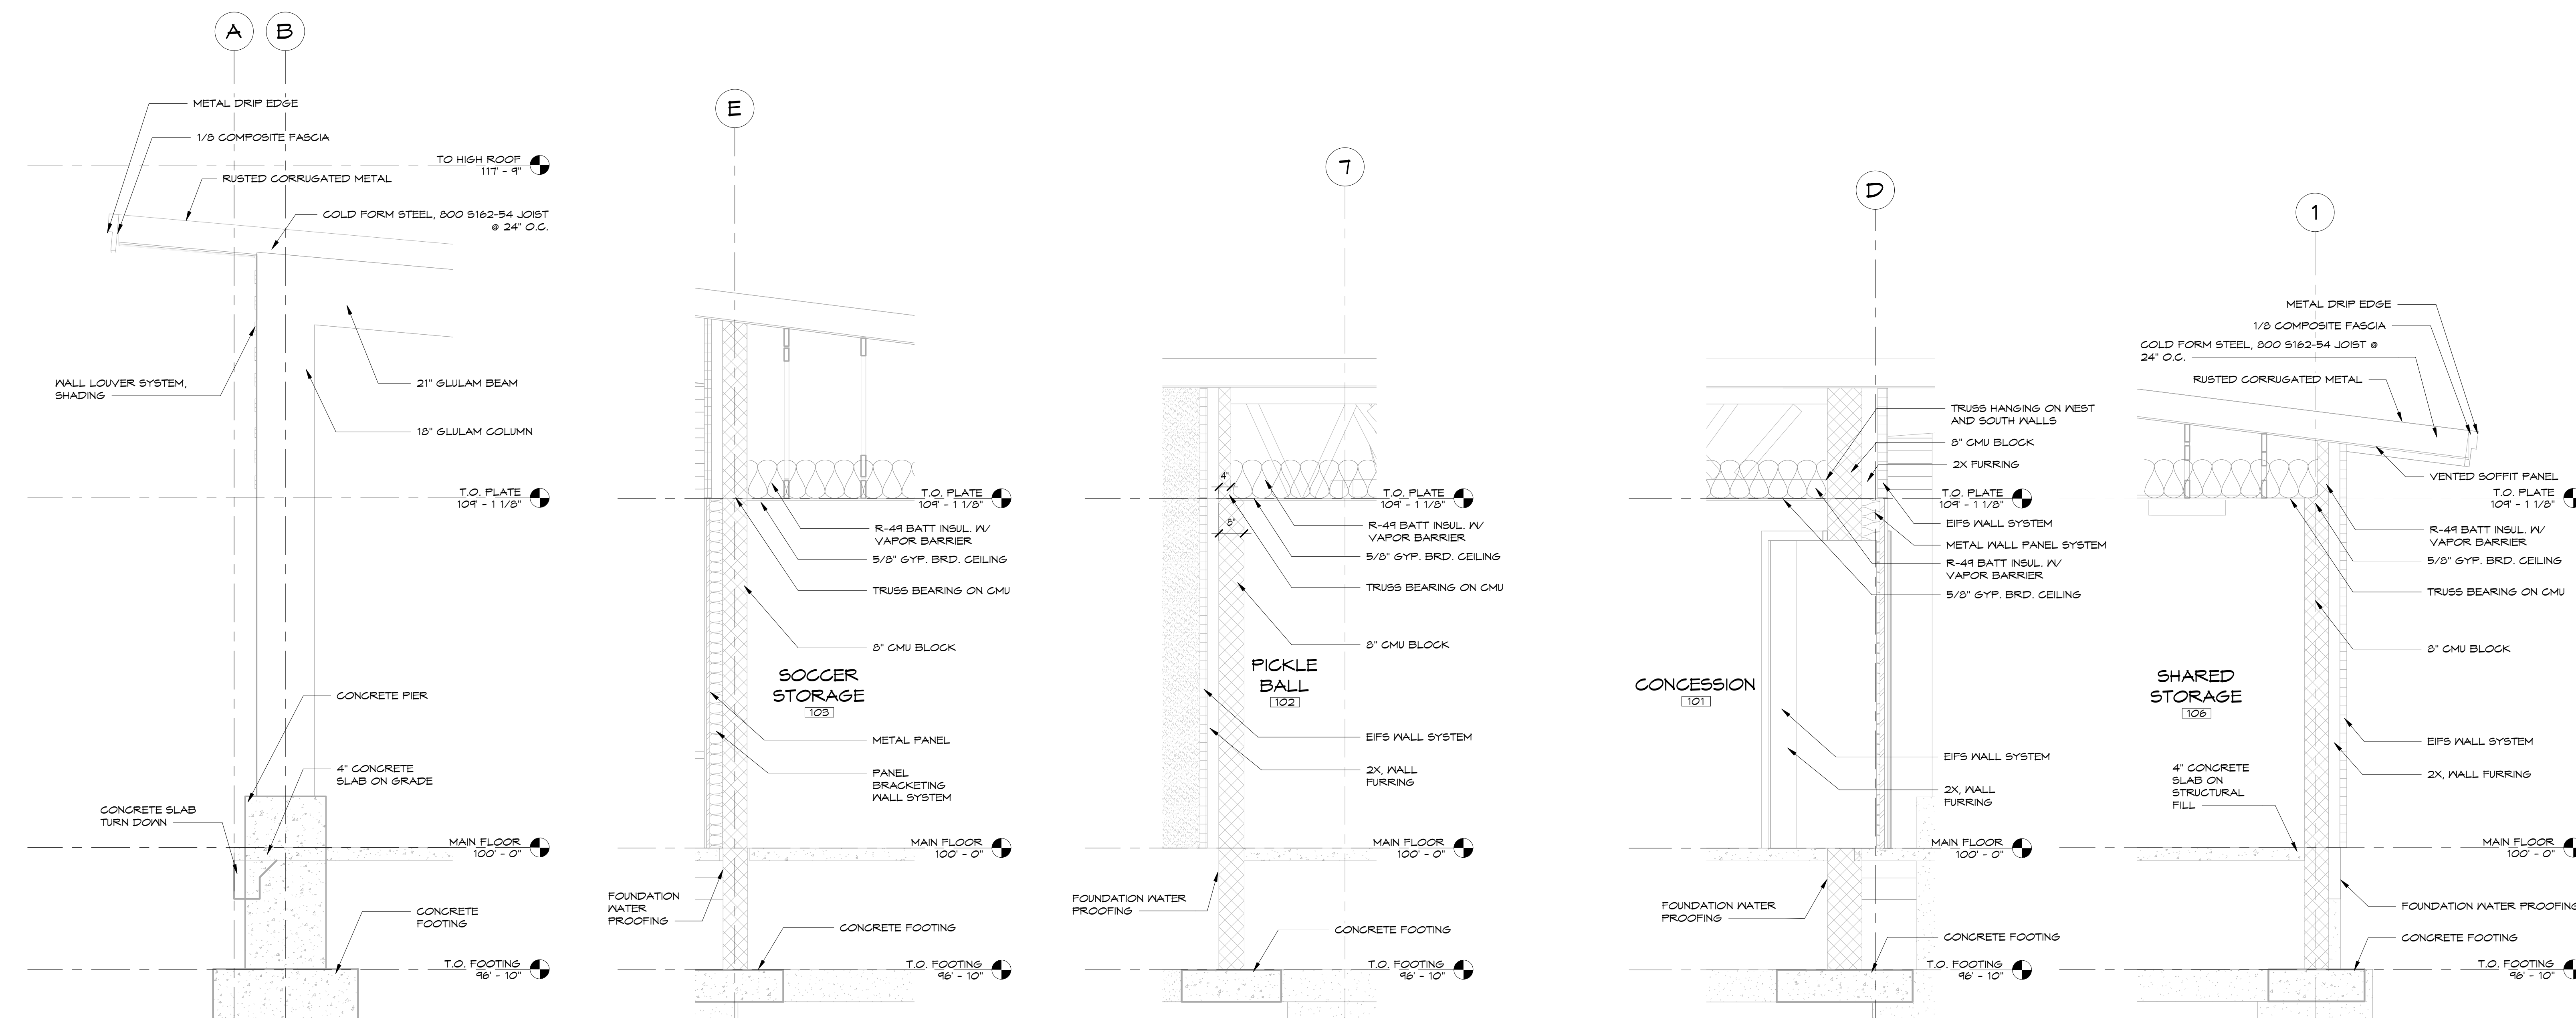 A
B
METAL DRIP EDGE
1/8 COMPOSITE FASCIA
TO HIGH ROOF
117' - 9"
RUSTED CORRUGATED METAL
COLD FORM STEEL, 800 S162-54 JOIST
@ 24" O.C.
WALL LOUVER SYSTEM,
SHADING
21" GLULAM BEAM
18" GLULAM COLUMN
T.O. PLATE
109' - 1 1/8"
CONCRETE PIER
4" CONCRETE
SLAB ON GRADE
CONCRETE SLAB
TURN DOWN
MAIN FLOOR
100' - 0"
CONCRETE
FOOTING
T.O. FOOTING
96' - 10"
E
T.O. PLATE
109' - 1 1/8"
R-49 BATT INSUL. W/
VAPOR BARRIER
5/8" GYP. BRD. CEILING
TRUSS BEARING ON CMU
8" CMU BLOCK
SOCCER
STORAGE
103
METAL PANEL
PANEL
BRACKETING
WALL SYSTEM
MAIN FLOOR
100' - 0"
FOUNDATION
WATER
PROOFING
CONCRETE FOOTING
T.O. FOOTING
96' - 10"
7
4"
T.O. PLATE
109' - 1 1/8"
8"
R-49 BATT INSUL. W/
VAPOR BARRIER
5/8" GYP. BRD. CEILING
TRUSS BEARING ON CMU
8" CMU BLOCK
PICKLE
BALL
102
EIFS WALL SYSTEM
2X, WALL
FURRING
MAIN FLOOR
100' - 0"
FOUNDATION WATER
PROOFING
CONCRETE FOOTING
T.O. FOOTING
96' - 10"
D
TRUSS HANGING ON WEST
AND SOUTH WALLS
8" CMU BLOCK
2X FURRING
T.O. PLATE
109' - 1 1/8"
EIFS WALL SYSTEM
METAL WALL PANEL SYSTEM
R-49 BATT INSUL. W/
VAPOR BARRIER
5/8" GYP. BRD. CEILING
CONCESSION
101
EIFS WALL SYSTEM
2X, WALL
FURRING
MAIN FLOOR
100' - 0"
FOUNDATION WATER
PROOFING
CONCRETE FOOTING
T.O. FOOTING
96' - 10"
1
METAL DRIP EDGE
1/8 COMPOSITE FASCIA
COLD FORM STEEL, 800 S162-54 JOIST @
24" O.C.
RUSTED CORRUGATED METAL
VENTED SOFFIT PANEL
T.O. PLATE
109' - 1 1/8"
R-49 BATT INSUL. W/
VAPOR BARRIER
5/8" GYP. BRD. CEILING
TRUSS BEARING ON CMU
8" CMU BLOCK
SHARED
STORAGE
106
EIFS WALL SYSTEM
2X, WALL FURRING
4" CONCRETE
SLAB ON
STRUCTURAL
FILL
MAIN FLOOR
100' - 0"
FOUNDATION WATER PROOFING
CONCRETE FOOTING
T.O. FOOTING
96' - 10"